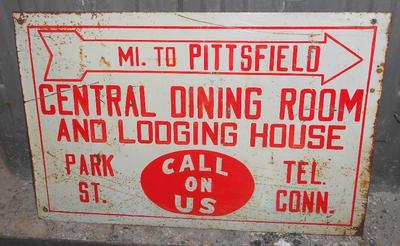 MI. TO PITTSFIELD
CENTRAL DINING ROOM
AND LODGING HOUSE
PARK ST.
CALL ON US
TEL. CONN.